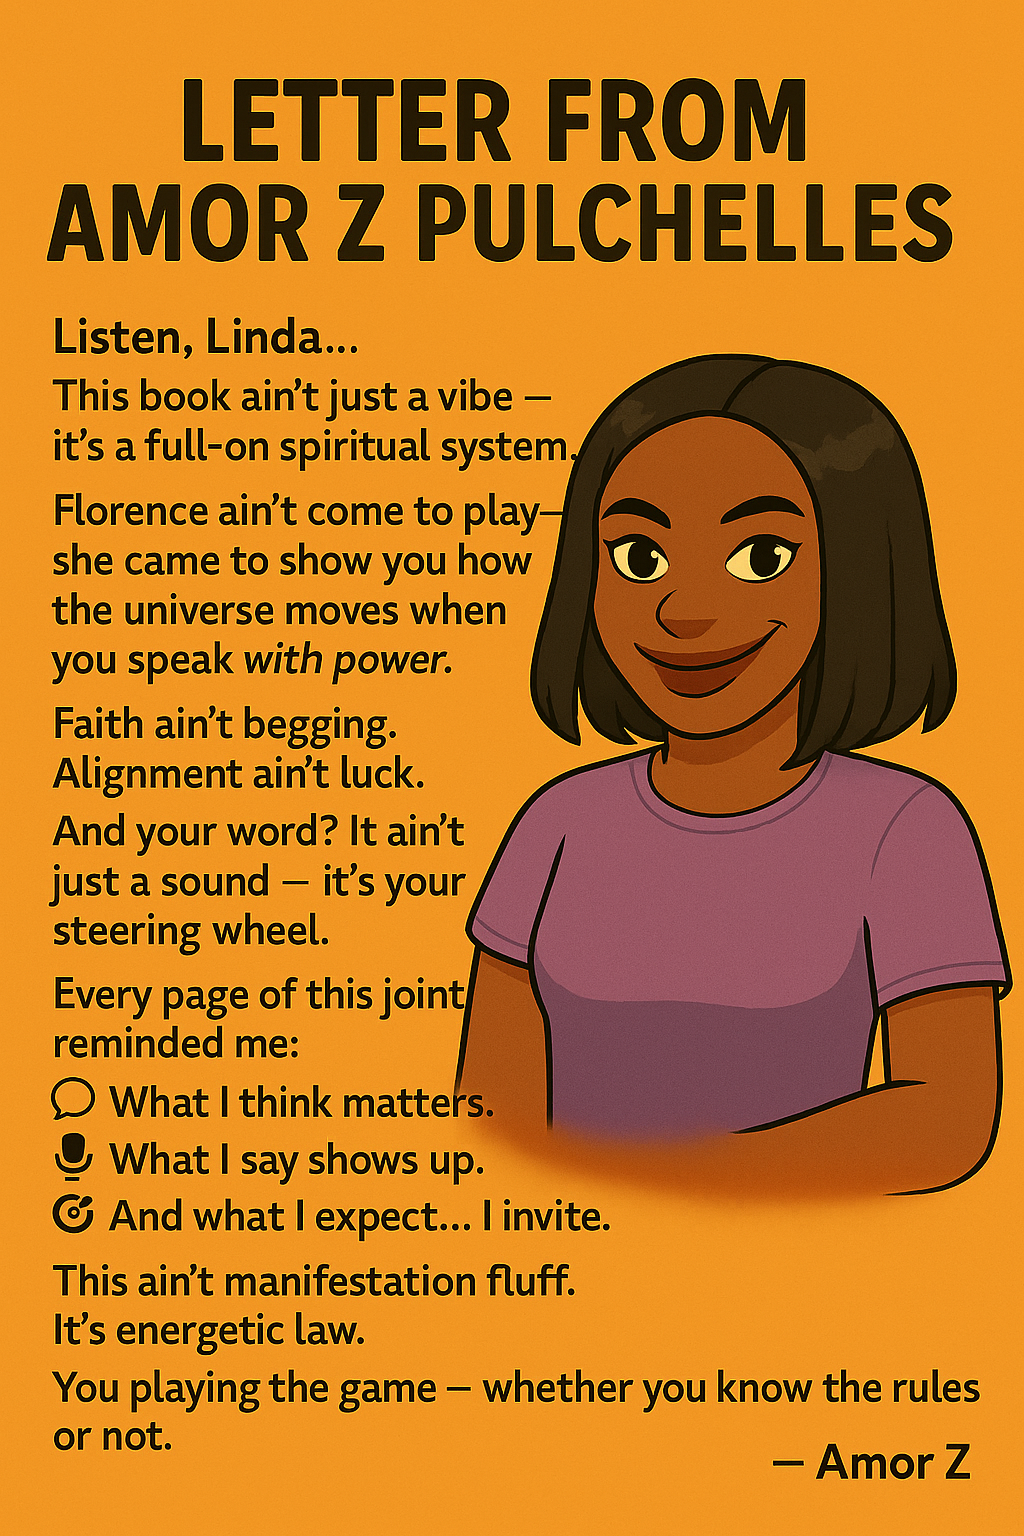 LETTER FROM
AMOR Z PULCHELLES
Listen, Linda...
This book ain't just a vibe —
it's a full-on spiritual system.
Florence ain't come to play—
she came to show you how
the universe moves when
you speak with power.
Faith ain't begging.
Alignment ain't luck.
And your word? It ain't
just a sound — it's your
steering wheel.
Every page of this joint
reminded me:
What I think matters.
What I say shows up.
And what I expect... I invite.
This ain't manifestation fluff.
It's energetic law.
You playing the game — whether you know the rules
or not.
— Amor Z